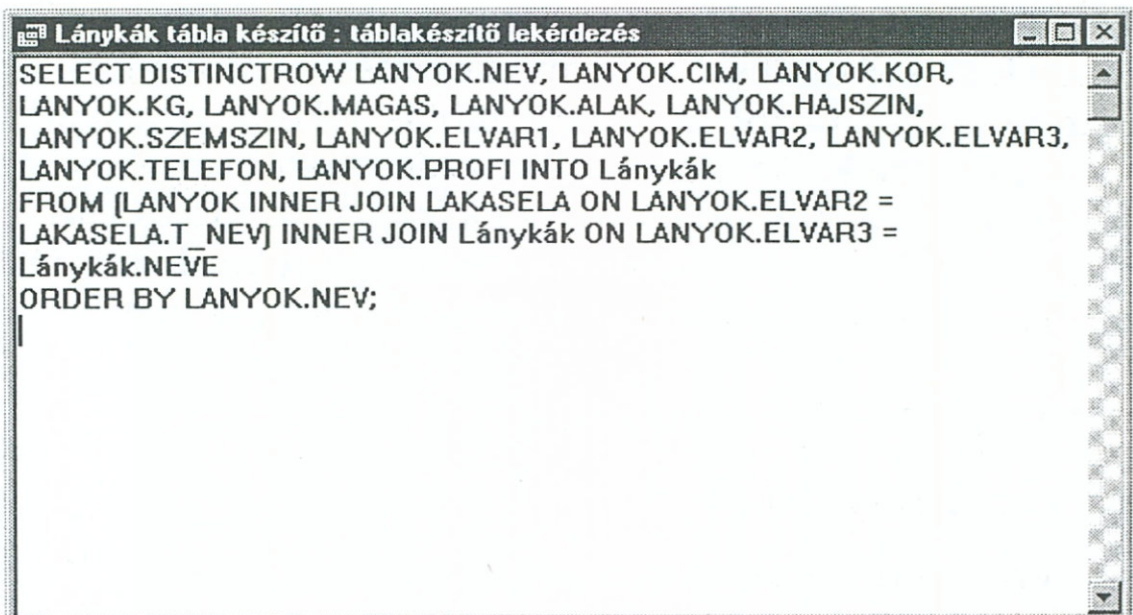 Lánykák tábla készítő : táblakészítő lekérdezés
SELECT DISTINCTROW LANYOK.NEV, LANYOK.CIM, LANYOK.KOR,
LANYOK.KG, LANYOK.MAGAS, LANYOK.ALAK, LANYOK.HAJSZIN,
LANYOK.SZEMSZIN, LANYOK.ELVAR1, LANYOK.ELVAR2, LANYOK.ELVAR3,
LANYOK.TELEFON, LANYOK.PROFI INTO Lánykák
FROM (LANYOK INNER JOIN LAKASELA ON LANYOK.ELVAR2 =
LAKASELA.T_NEV) INNER JOIN Lánykák ON LANYOK.ELVAR3 =
Lánykák.NEVE
ORDER BY LANYOK.NEV;